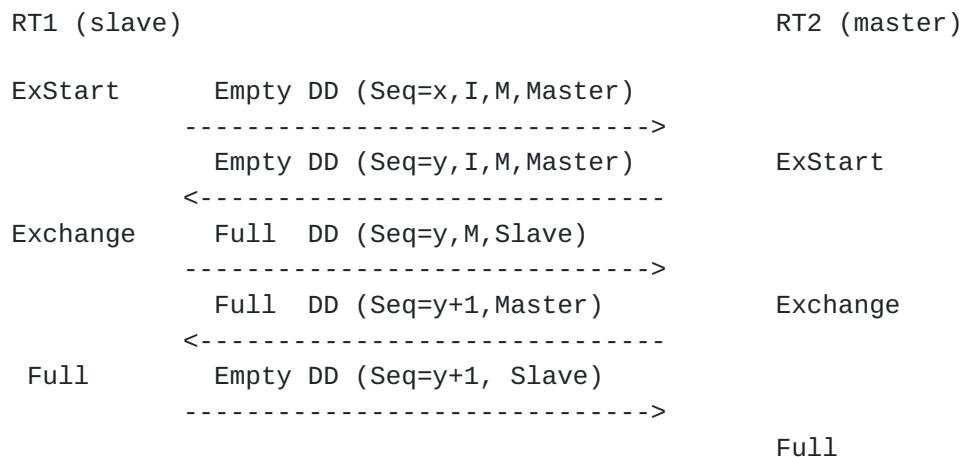 RT1 (slave) RT2 (master)
ExStart Empty DD (Seq=x,I,M,Master)
------------------------------->
Empty DD (Seq=y,I,M,Master) ExStart
<-------------------------------
Exchange Full DD (Seq=y,M,Slave)
------------------------------->
Full DD (Seq=y+1,Master) Exchange
<-------------------------------
Full Empty DD (Seq=y+1, Slave)
------------------------------->
Full